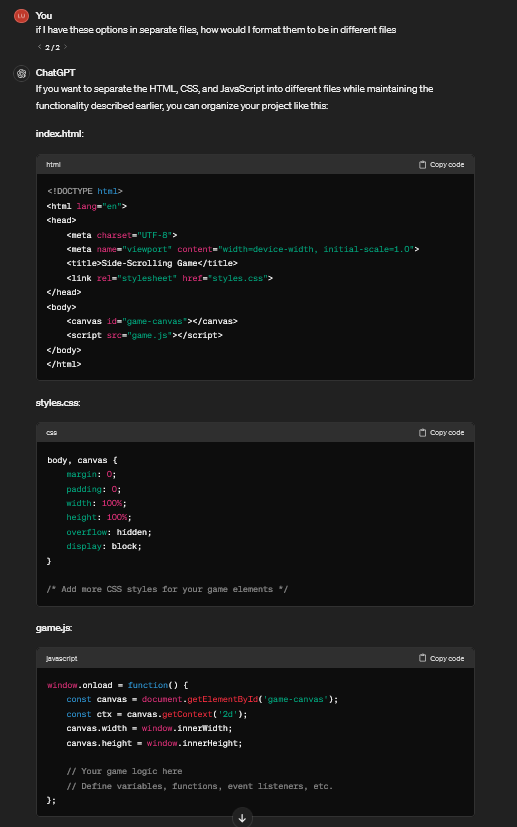 LU
You
if I have these options in separate files, how would I format them to be in different files
2 / 2
ChatGPT
If you want to separate the HTML, CSS, and JavaScript into different files while maintaining the
functionality described earlier, you can organize your project like this:
index.html:
html
Copy code
<!DOCTYPE html>
<html lang="en">
<head>
    <meta charset="UTF-8">
    <meta name="viewport" content="width=device-width, initial-scale=1.0">
    <title>Side-Scrolling Game</title>
    <link rel="stylesheet" href="styles.css">
</head>
<body>
    <canvas id="game-canvas"></canvas>
    <script src="game.js"></script>
</body>
</html>
styles.css:
css
Copy code
body, canvas {
    margin: 0;
    padding: 0;
    width: 100%;
    height: 100%;
    overflow: hidden;
    display: block;
}
/* Add more CSS styles for your game elements */
game.js:
javascript
Copy code
window.onload = function() {
    const canvas = document.getElementById('game-canvas');
    const ctx = canvas.getContext('2d');
    canvas.width = window.innerWidth;
    canvas.height = window.innerHeight;
    // Your game logic here
    // Define variables, functions, event listeners, etc.
};